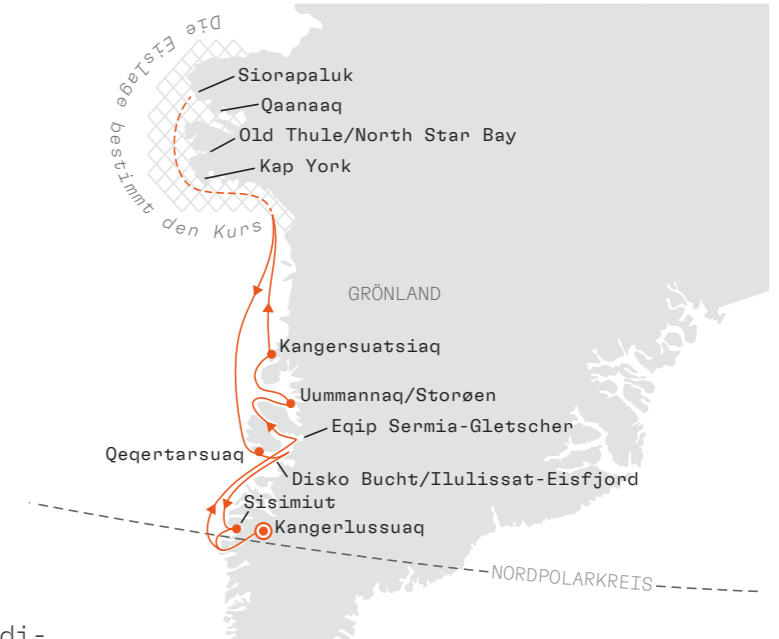 Die Eislage bestimmt den Kurs
Siorapaluk
Qaanaaq
Old Thule/North Star Bay
Kap York
GRÖNLAND
Kangersuatsiaq
Uummannaq/Storøen
Eqip Sermia-Gletscher
Qeqertarsuaq
Disko Bucht/Ilulissat-Eisfjord
Sisimiut
Kangerlussuaq
NORDPOLARKREIS
di-